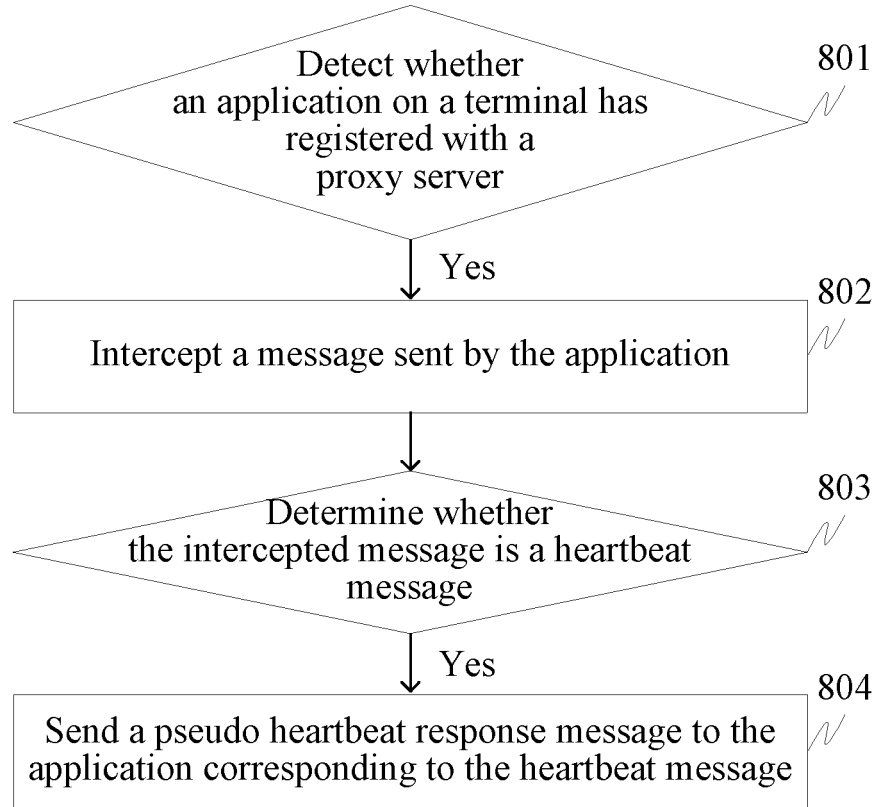 Detect whether
an application on a terminal has
registered with a
proxy server
801
Yes
802
Intercept a message sent by the application
803
Determine whether
the intercepted message is a heartbeat
message
Yes
804
Send a pseudo heartbeat response message to the
application corresponding to the heartbeat message